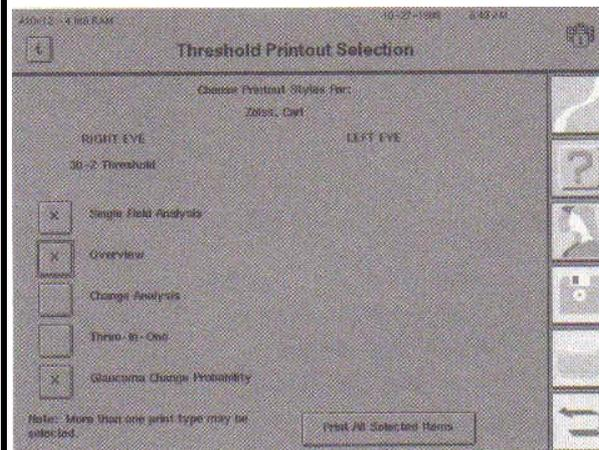 10-27-1998
Threshold Printout Selection
Choose Printout Styles For:
Zeiss, Carl
RIGHT EYE LEFT EYE
30-2 Threshold
X Single Field Analysis
X Overview
Change Analysis
Three-In-One
X Glaucoma Change Probability
Note: More than one print type may be
selected.
Print All Selected Items